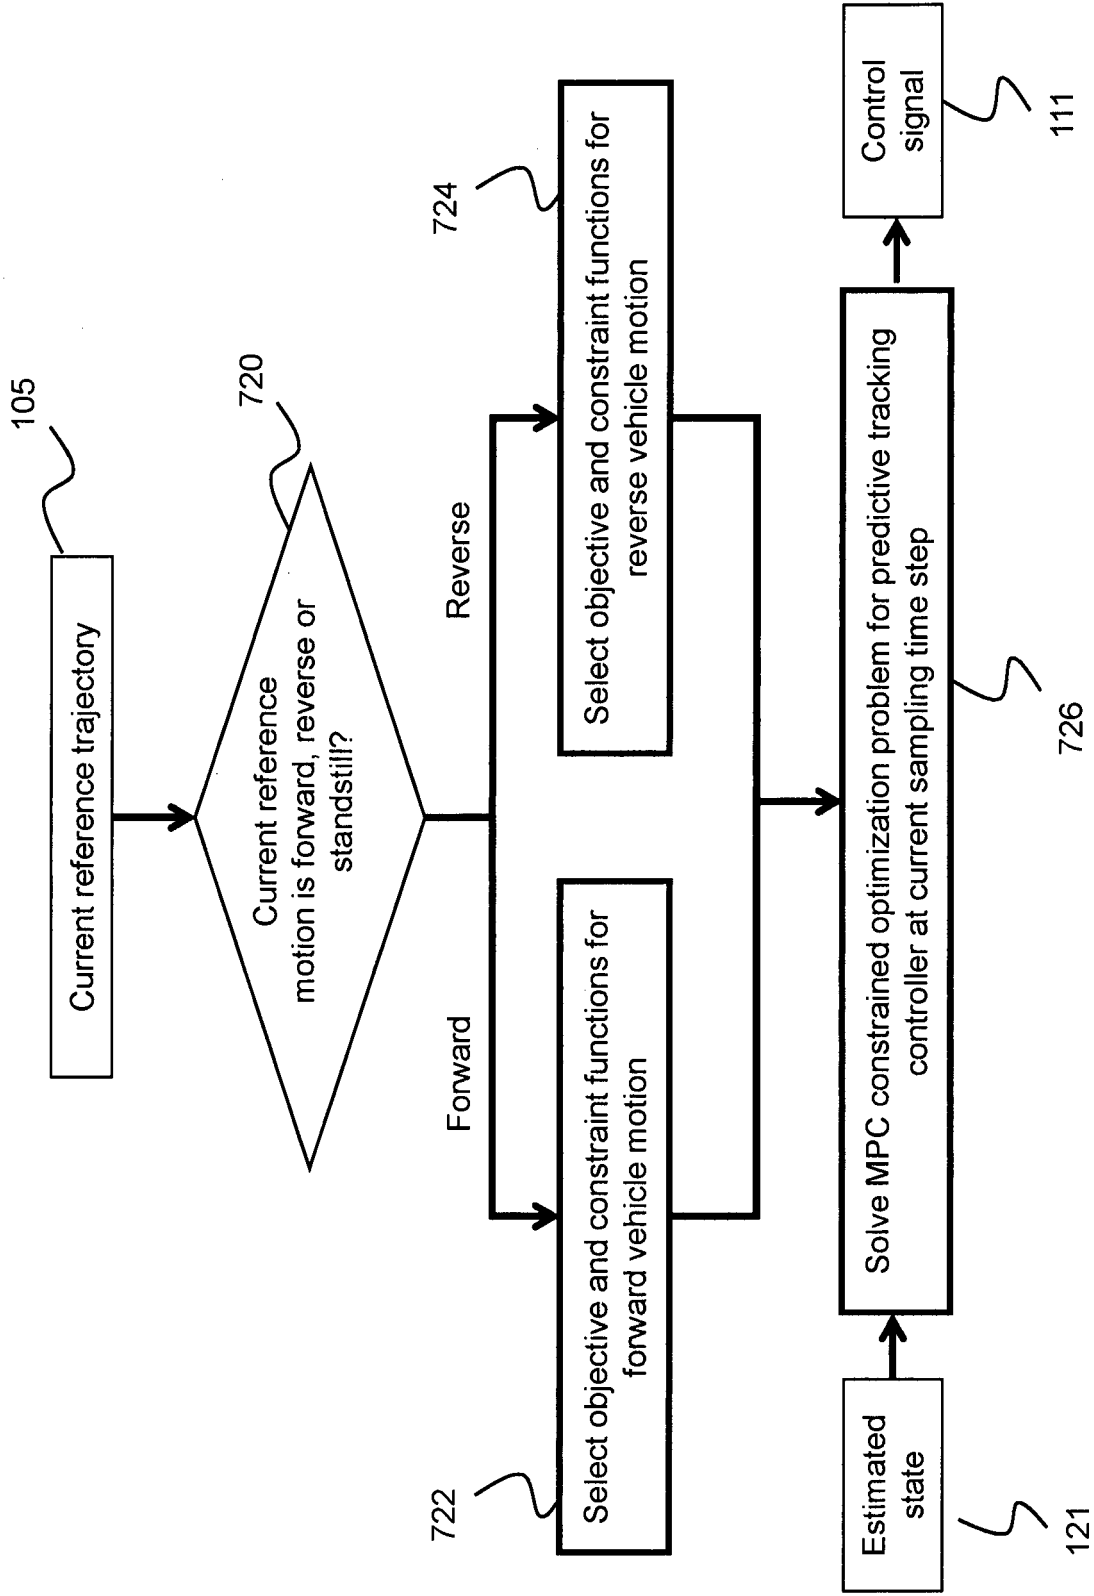 105
Current reference trajectory
720
Current reference
motion is forward, reverse or
standstill?
Forward
Reverse
722
Select objective and constraint functions for
forward vehicle motion
724
Select objective and constraint functions for
reverse vehicle motion
Estimated
state
121
Solve MPC constrained optimization problem for predictive tracking
controller at current sampling time step
726
Control
signal
111